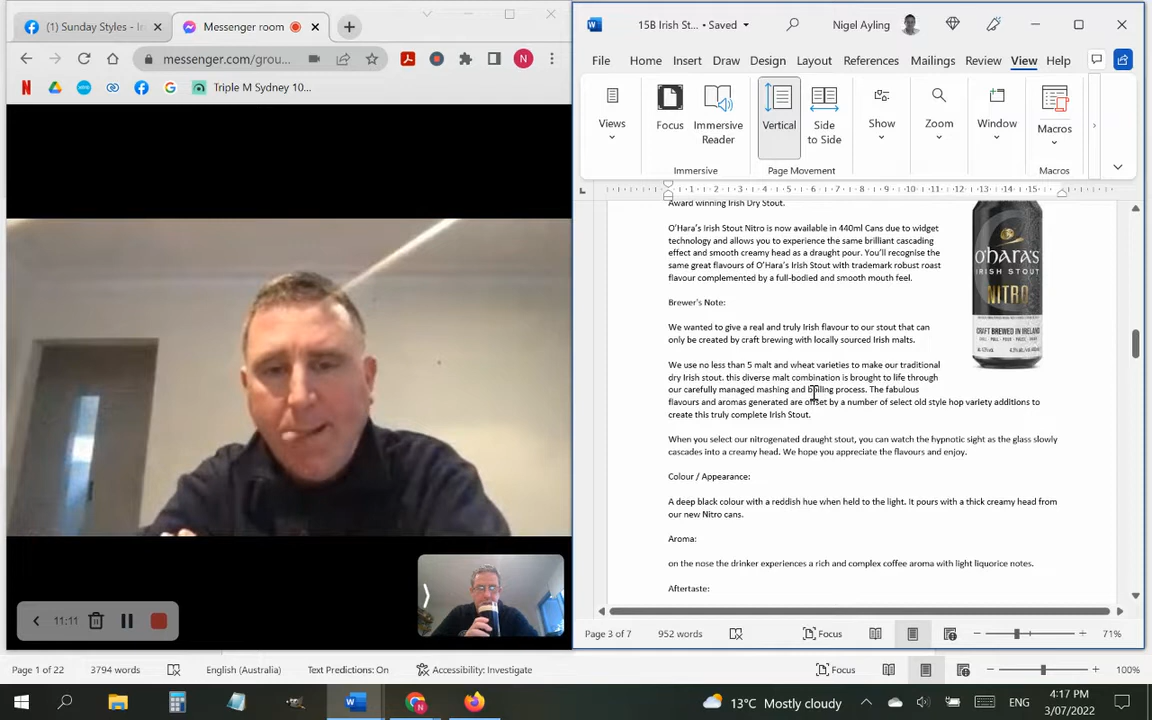 (1) Sunday Styles - Ir
Messenger room
15B Irish St... • Saved
Nigel Ayling
messenger.com/grou...
N
File Home Insert Draw Design Layout References Mailings Review View Help
Triple M Sydney 10...
Views
Focus
Immersive Reader
Vertical
Side to Side
Show
Zoom
Window
Macros
Immersive
Page Movement
Macros
Award winning Irish Dry Stout.
O'Hara's Irish Stout Nitro is now available in 440ml Cans due to widget
technology and allows you to experience the same brilliant cascading
effect and smooth creamy head as a draught pour. You'll recognise the
same great flavours of O'Hara's Irish Stout with trademark robust roast
flavour complemented by a full-bodied and smooth mouth feel.
Brewer's Note:
We wanted to give a real and truly Irish flavour to our stout that can
only be created by craft brewing with locally sourced Irish malts.
We use no less than 5 malt and wheat varieties to make our traditional
dry Irish stout. this diverse malt combination is brought to life through
our carefully managed mashing and boiling process. The fabulous
flavours and aromas generated are offset by a number of select old style hop variety additions to
create this truly complete Irish Stout.
When you select our nitrogenated draught stout, you can watch the hypnotic sight as the glass slowly
cascades into a creamy head. We hope you appreciate the flavours and enjoy.
Colour / Appearance:
A deep black colour with a reddish hue when held to the light. It pours with a thick creamy head from
our new Nitro cans.
Aroma:
on the nose the drinker experiences a rich and complex coffee aroma with light liquorice notes.
Aftertaste:
o'hara's
IRISH STOUT
NITRO
CRAFT BREWED IN IRELAND
11:11
Page 3 of 7 952 words Focus 71%
Page 1 of 22 3794 words English (Australia) Text Predictions: On Accessibility: Investigate Focus 100%
13°C Mostly cloudy
ENG
4:17 PM
3/07/2022